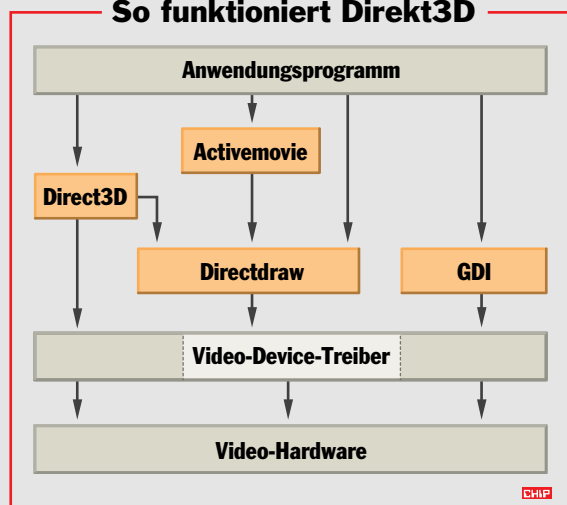 So funktioniert Direkt3D
Anwendungsprogramm
Activemovie
Direct3D
Directdraw
GDI
Video-Device-Treiber
Video-Hardware
CHIP